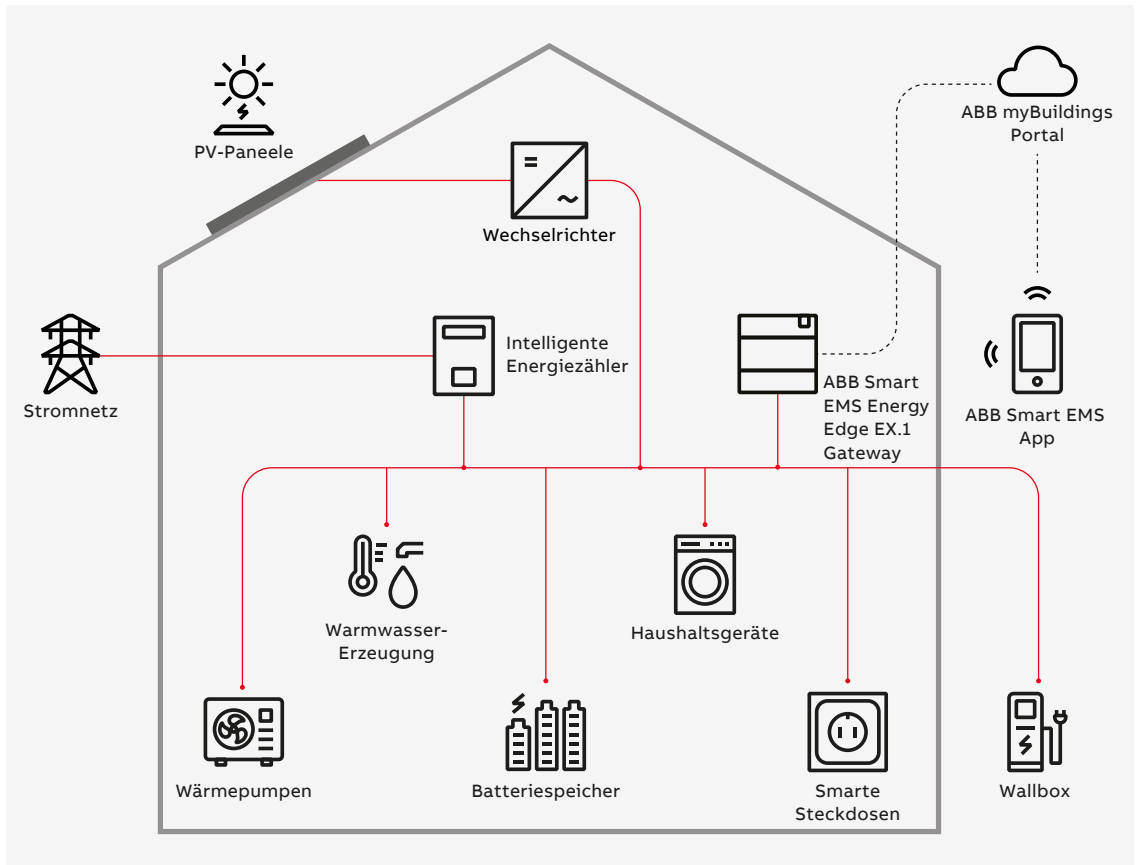 PV-Paneele
ABB myBuildings
Portal
Wechselrichter
Stromnetz
Intelligente
Energiezähler
ABB Smart
EMS Energy
Edge EX.1
Gateway
ABB Smart EMS
App
Warmwasser-
Erzeugung
Haushaltsgeräte
Wärmepumpen
Batteriespeicher
Smarte
Steckdosen
Wallbox